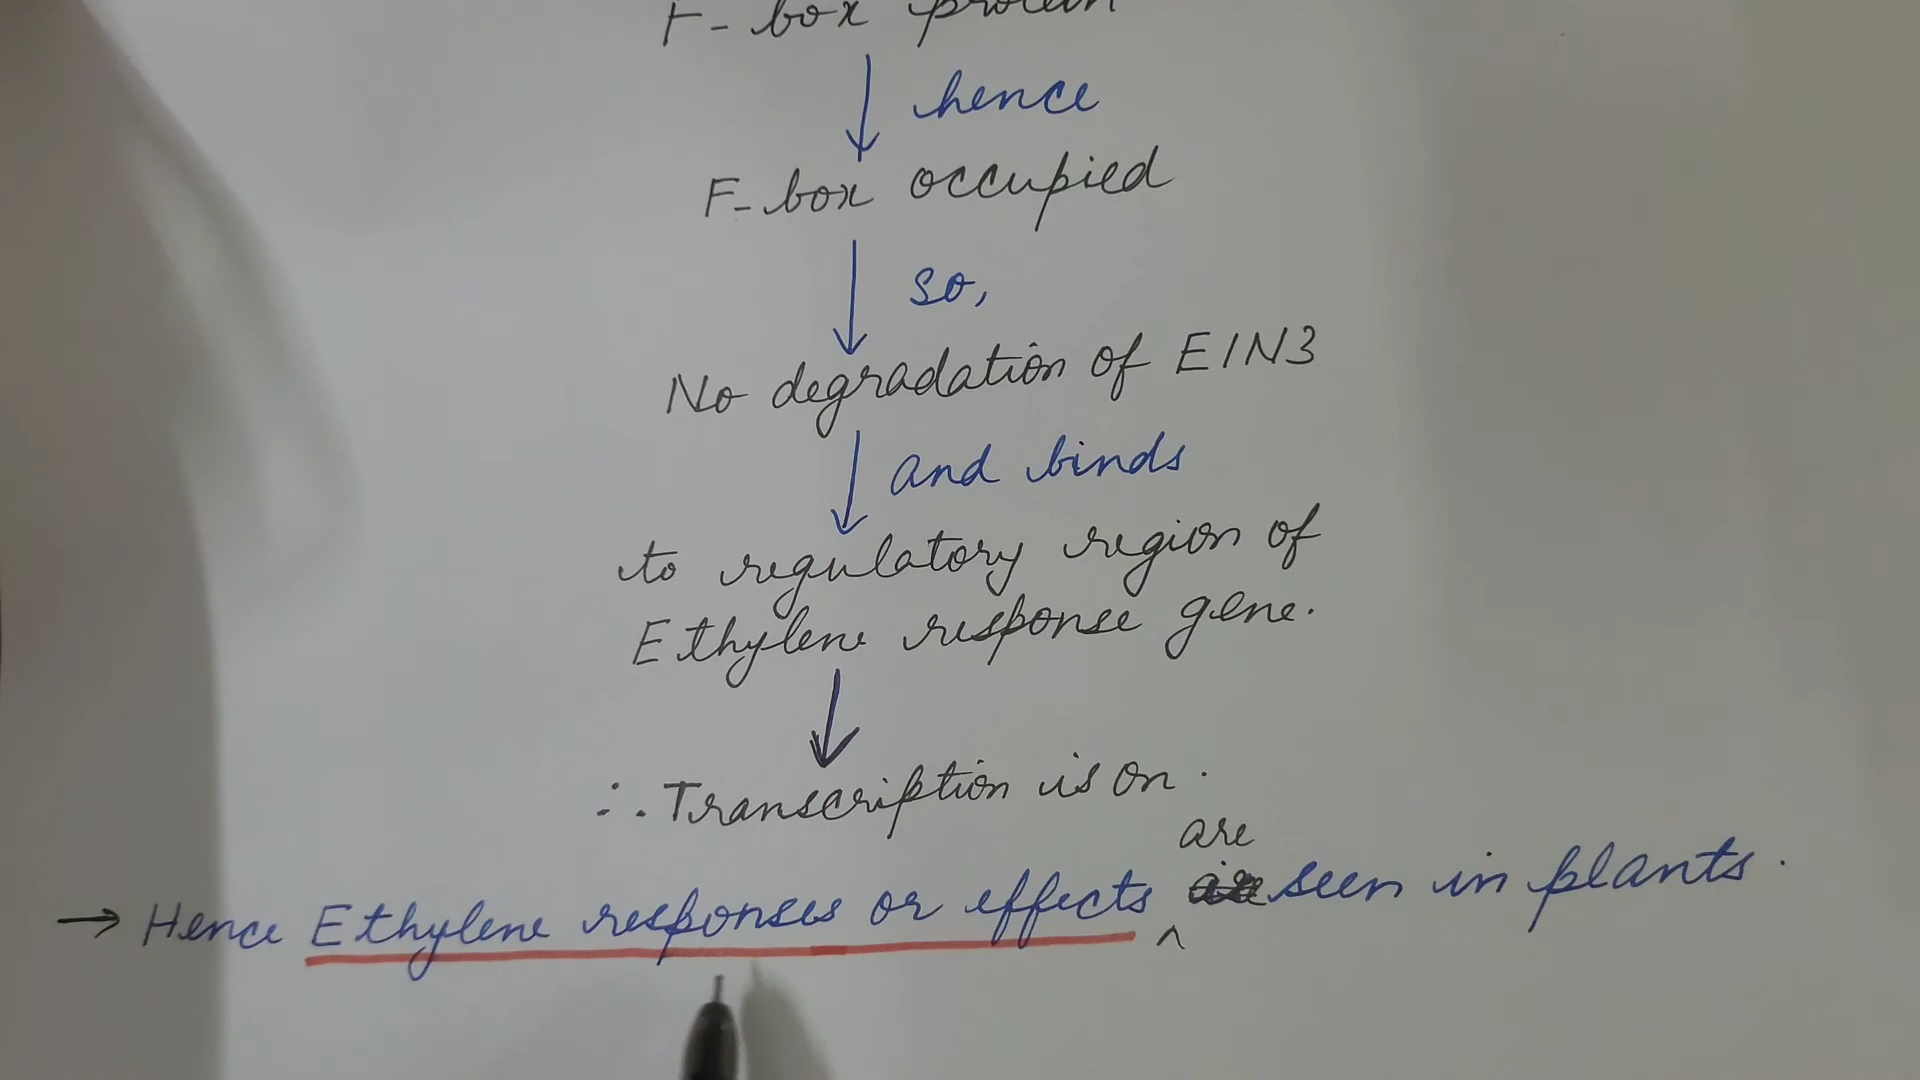 F- box protein
hence
F- box occupied
so,
No degradation of EIN3
and binds
to regulatory region of
Ethylene response gene.
∴ Transcription is on.
are
→ Hence Ethylene responses or effects ^ seen in plants.